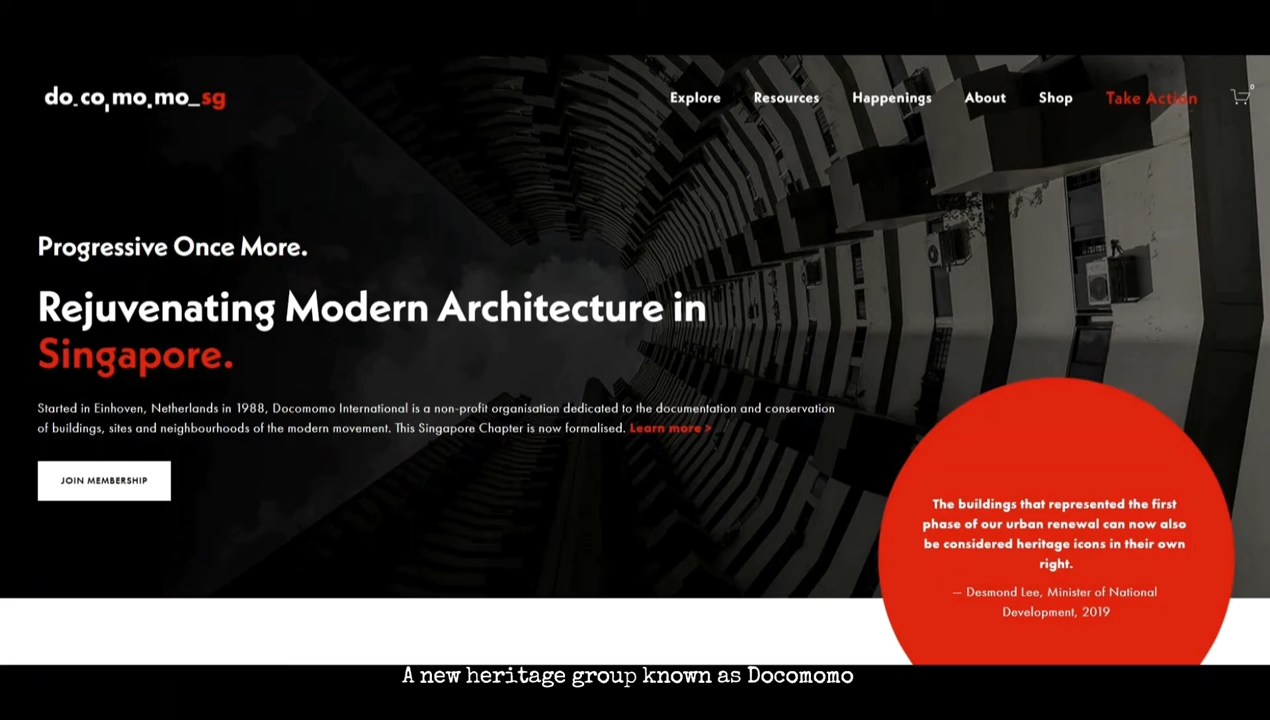 do_co,mo.mo_sg
Explore Resources Happenings About Shop Take Action 0
Progressive Once More.
Rejuvenating Modern Architecture in
Singapore.
Started in Einhoven, Netherlands in 1988, Docomomo International is a non-profit organisation dedicated to the documentation and conservation
of buildings, sites and neighbourhoods of the modern movement. This Singapore Chapter is now formalised. Learn more >
JOIN MEMBERSHIP
The buildings that represented the first
phase of our urban renewal can now also
be considered heritage icons in their own
right.
— Desmond Lee, Minister of National
Development, 2019
A new heritage group known as Docomomo